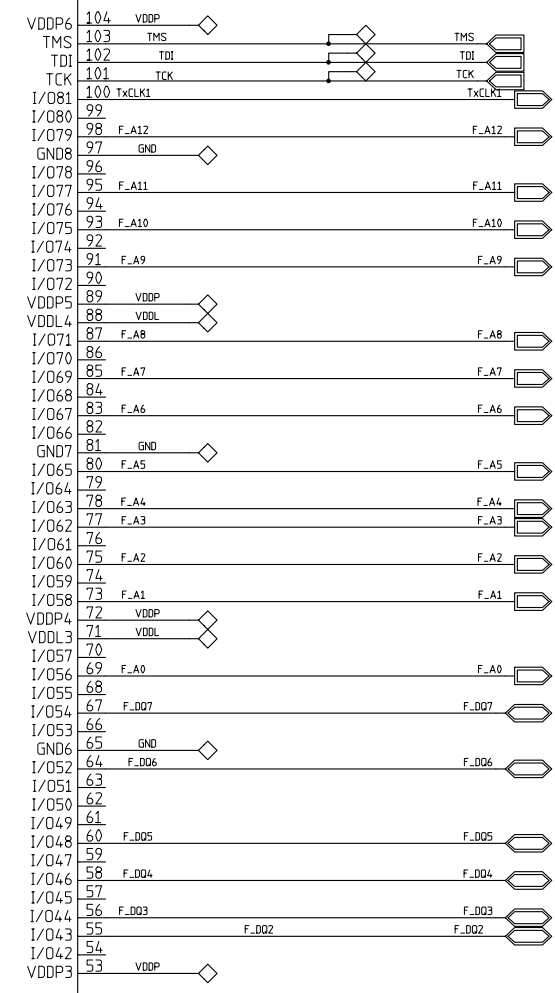 VDDP6 104 VDDP
TMS 103 TMS TMS
TDI 102 TDI TDI
TCK 101 TCK TCK
I/O81 100 TxCLK1 TxCLK1
I/O80 99
I/O79 98 F_A12 F_A12
GND8 97 GND
I/O78 96
I/O77 95 F_A11 F_A11
I/O76 94
I/O75 93 F_A10 F_A10
I/O74 92
I/O73 91 F_A9 F_A9
I/O72 90
VDDP5 89 VDDP
VDDL4 88 VDDL
I/O71 87 F_A8 F_A8
I/O70 86
I/O69 85 F_A7 F_A7
I/O68 84
I/O67 83 F_A6 F_A6
I/O66 82
GND7 81 GND
I/O65 80 F_A5 F_A5
I/O64 79
I/O63 78 F_A4 F_A4
I/O62 77 F_A3 F_A3
I/O61 76
I/O60 75 F_A2 F_A2
I/O59 74
I/O58 73 F_A1 F_A1
VDDP4 72 VDDP
VDDL3 71 VDDL
I/O57 70
I/O56 69 F_A0 F_A0
I/O55 68
I/O54 67 F_DQ7 F_DQ7
I/O53 66
GND6 65 GND
I/O52 64 F_DQ6 F_DQ6
I/O51 63
I/O50 62
I/O49 61
I/O48 60 F_DQ5 F_DQ5
I/O47 59
I/O46 58 F_DQ4 F_DQ4
I/O45 57
I/O44 56 F_DQ3 F_DQ3
I/O43 55 F_DQ2 F_DQ2
I/O42 54
VDDP3 53 VDDP